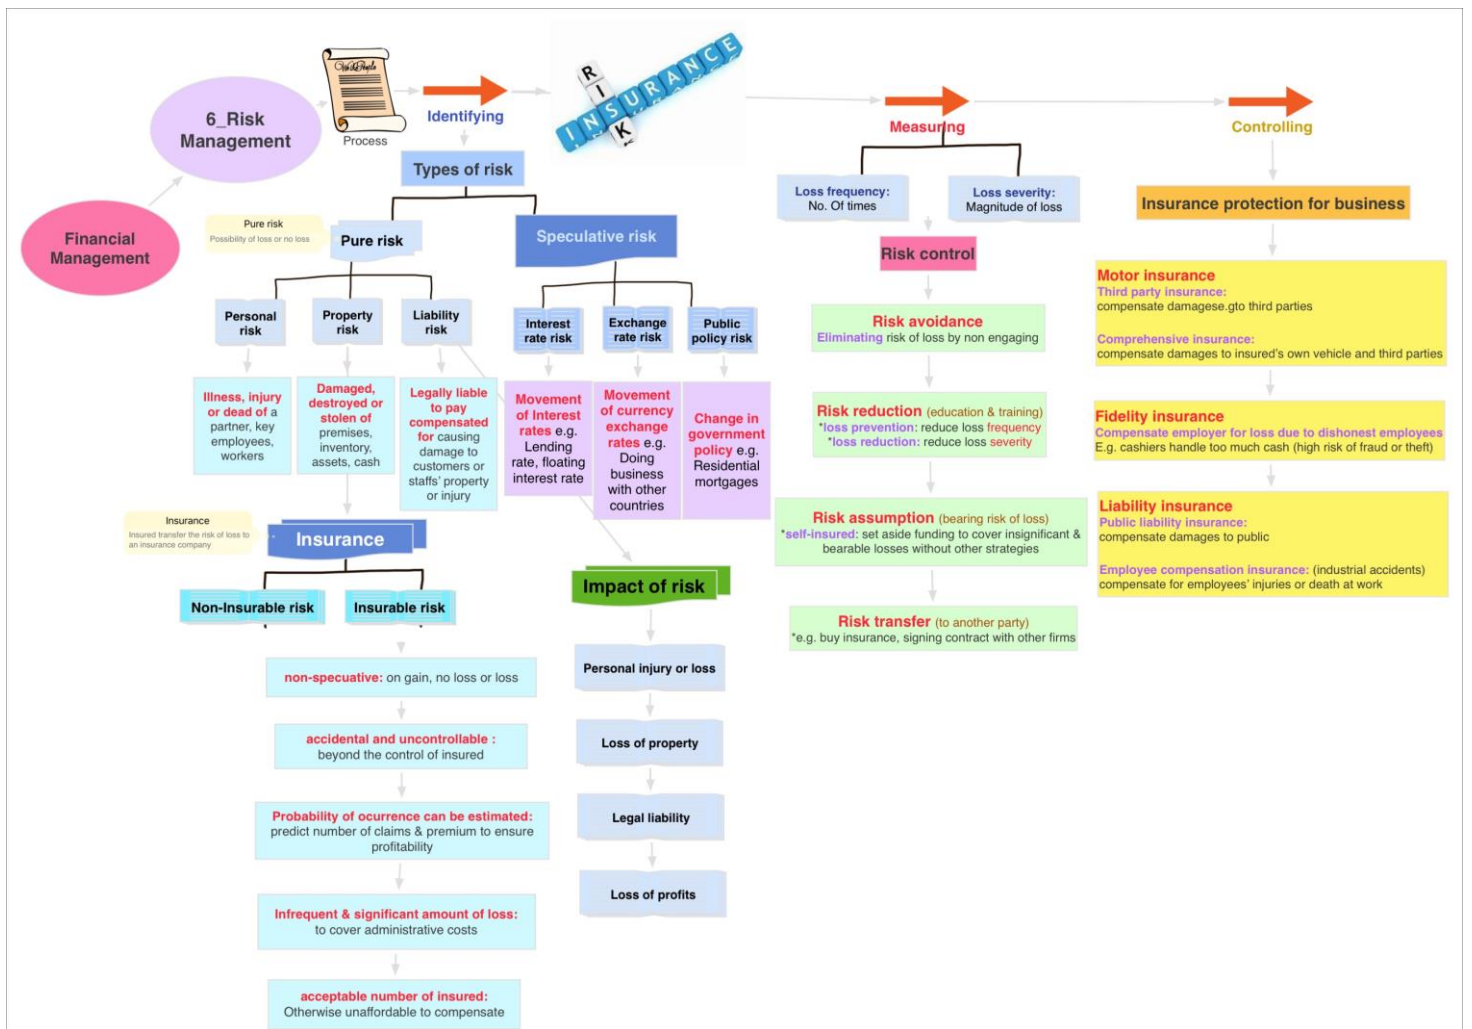 6_Risk
Management
Financial
Management
We the People
Process
Identifying
RISK
INSURANCE
Measuring
Controlling
Types of risk
Pure risk
Possibility of loss or no loss
Pure risk
Speculative risk
Personal
risk
Property
risk
Liability
risk
Interest
rate risk
Exchange
rate risk
Public
policy risk
Illness, injury
or dead of a
partner, key
employees,
workers
Damaged,
destroyed or
stolen of
premises,
inventory,
assets, cash
Legally liable
to pay
compensated
for causing
damage to
customers or
staffs' property
or injury
Movement
of Interest
rates e.g.
Lending
rate, floating
interest rate
Movement
of currency
exchange
rates e.g.
Doing
business
with other
countries
Change in
government
policy e.g.
Residential
mortgages
Insurance
Insured transfer the risk of loss to
an insurance company
Insurance
Non-Insurable risk
Insurable risk
non-specuative: on gain, no loss or loss
accidental and uncontrollable :
beyond the control of insured
Probability of ocurrence can be estimated:
predict number of claims & premium to ensure
profitability
Infrequent & significant amount of loss:
to cover administrative costs
acceptable number of insured:
Otherwise unaffordable to compensate
Impact of risk
Personal injury or loss
Loss of property
Legal liability
Loss of profits
Loss frequency:
No. Of times
Loss severity:
Magnitude of loss
Risk control
Risk avoidance
Eliminating risk of loss by non engaging
Risk reduction (education & training)
*loss prevention: reduce loss frequency
*loss reduction: reduce loss severity
Risk assumption (bearing risk of loss)
*self-insured: set aside funding to cover insignificant &
bearable losses without other strategies
Risk transfer (to another party)
*e.g. buy insurance, signing contract with other firms
Insurance protection for business
Motor insurance
Third party insurance:
compensate damagese.gto third parties
Comprehensive insurance:
compensate damages to insured's own vehicle and third parties
Fidelity insurance
Compensate employer for loss due to dishonest employees
E.g. cashiers handle too much cash (high risk of fraud or theft)
Liability insurance
Public liability insurance:
compensate damages to public
Employee compensation insurance: (industrial accidents)
compensate for employees' injuries or death at work